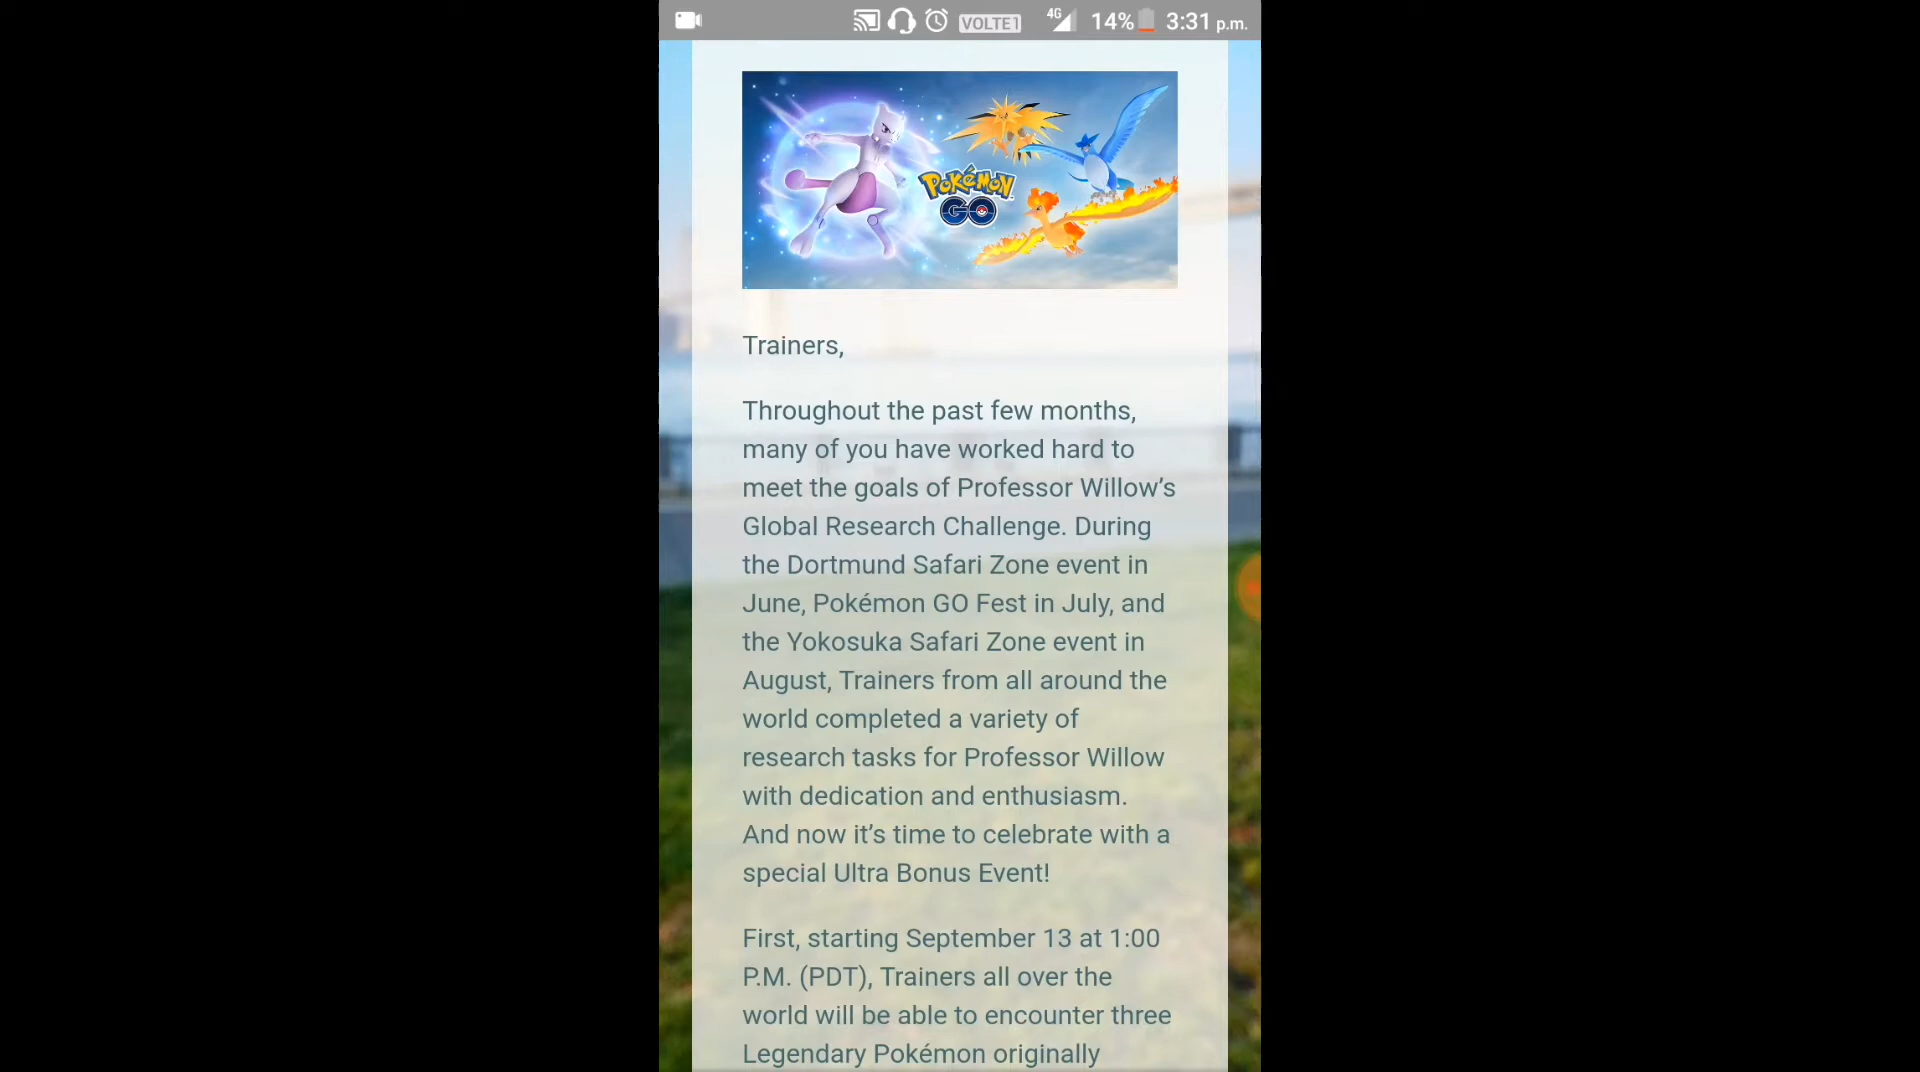 VOLTE1 4G 14% 3:31 p.m.
POKéMON
GO
Trainers,
Throughout the past few months,
many of you have worked hard to
meet the goals of Professor Willow’s
Global Research Challenge. During
the Dortmund Safari Zone event in
June, Pokémon GO Fest in July, and
the Yokosuka Safari Zone event in
August, Trainers from all around the
world completed a variety of
research tasks for Professor Willow
with dedication and enthusiasm.
And now it’s time to celebrate with a
special Ultra Bonus Event!
First, starting September 13 at 1:00
P.M. (PDT), Trainers all over the
world will be able to encounter three
Legendary Pokémon originally